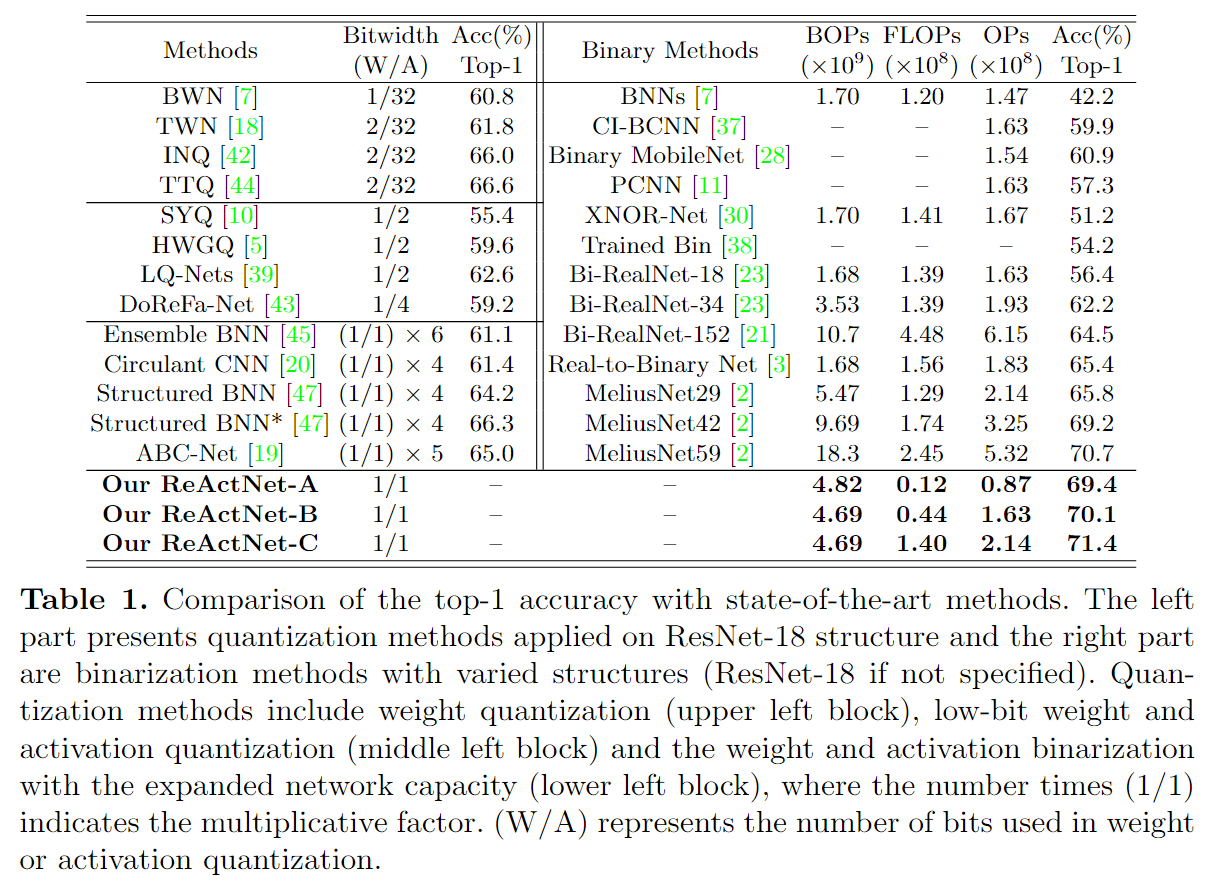 Methods Bitwidth (W/A) Acc(%) Top-1 Binary Methods BOPs (×10⁹) FLOPs (×10⁸) OPs (×10⁸) Acc(%) Top-1
BWN [7] 1/32 60.8 BNNs [7] 1.70 1.20 1.47 42.2
TWN [18] 2/32 61.8 CI-BCNN [37] – – 1.63 59.9
INQ [42] 2/32 66.0 Binary MobileNet [28] – – 1.54 60.9
TTQ [44] 2/32 66.6 PCNN [11] – – 1.63 57.3
SYQ [10] 1/2 55.4 XNOR-Net [30] 1.70 1.41 1.67 51.2
HWGQ [5] 1/2 59.6 Trained Bin [38] – – – 54.2
LQ-Nets [39] 1/2 62.6 Bi-RealNet-18 [23] 1.68 1.39 1.63 56.4
DoReFa-Net [43] 1/4 59.2 Bi-RealNet-34 [23] 3.53 1.39 1.93 62.2
Ensemble BNN [45] (1/1) × 6 61.1 Bi-RealNet-152 [21] 10.7 4.48 6.15 64.5
Circulant CNN [20] (1/1) × 4 61.4 Real-to-Binary Net [3] 1.68 1.56 1.83 65.4
Structured BNN [47] (1/1) × 4 64.2 MeliusNet29 [2] 5.47 1.29 2.14 65.8
Structured BNN* [47] (1/1) × 4 66.3 MeliusNet42 [2] 9.69 1.74 3.25 69.2
ABC-Net [19] (1/1) × 5 65.0 MeliusNet59 [2] 18.3 2.45 5.32 70.7
Our ReActNet-A 1/1 – – 4.82 0.12 0.87 69.4
Our ReActNet-B 1/1 – – 4.69 0.44 1.63 70.1
Our ReActNet-C 1/1 – – 4.69 1.40 2.14 71.4
Table 1. Comparison of the top-1 accuracy with state-of-the-art methods. The left
part presents quantization methods applied on ResNet-18 structure and the right part
are binarization methods with varied structures (ResNet-18 if not specified). Quan-
tization methods include weight quantization (upper left block), low-bit weight and
activation quantization (middle left block) and the weight and activation binarization
with the expanded network capacity (lower left block), where the number times (1/1)
indicates the multiplicative factor. (W/A) represents the number of bits used in weight
or activation quantization.